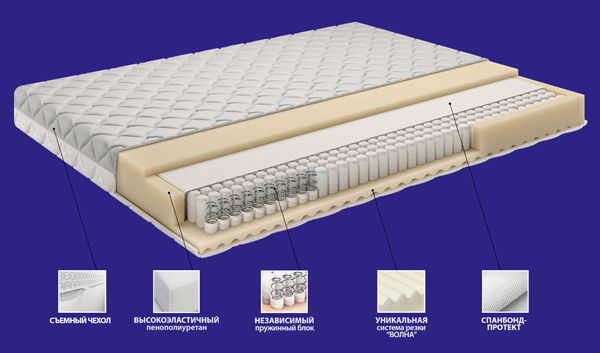 СЪЕМНЫЙ ЧЕХОЛ
ВЫСОКОЭЛАСТИЧНЫЙ
пенополиуретан
НЕЗАВИСИМЫЙ
пружинный блок
УНИКАЛЬНАЯ
система резки
"ВОЛНА"
СПАНБОНД-
ПРОТЕКТ